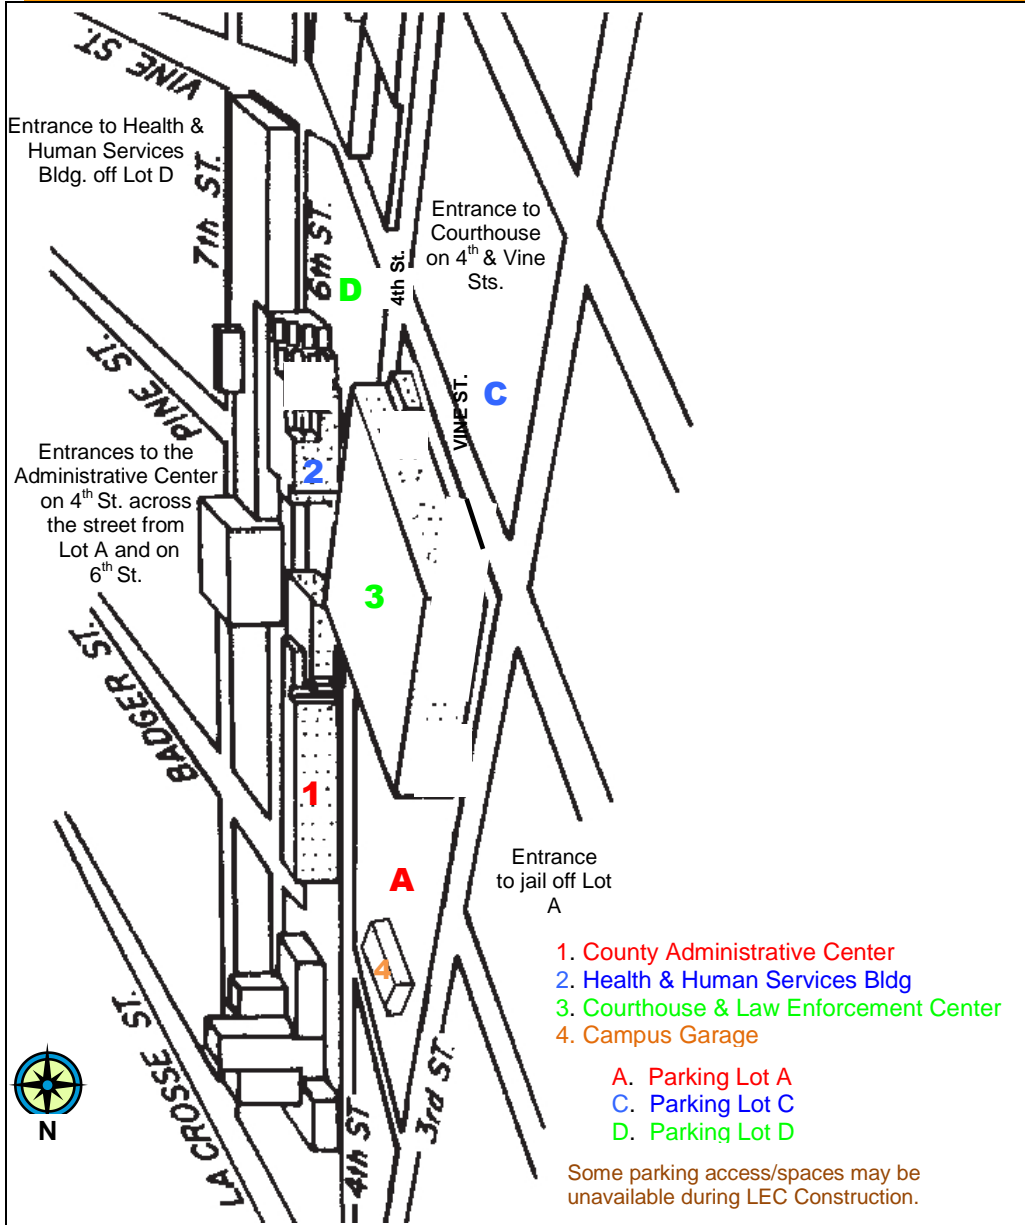 VINE ST.
Entrance to Health &
Human Services
Bldg. off Lot D
7th ST.
6th ST.
D
4th St.
Entrance to
Courthouse
on 4th & Vine
Sts.
PINE ST.
VINE ST.
C
Entrances to the
Administrative Center
on 4th St. across
the street from
Lot A and on
6th St.
2
3
BADGER ST.
1
A
Entrance
to jail off Lot
A
4
1. County Administrative Center
2. Health & Human Services Bldg
3. Courthouse & Law Enforcement Center
4. Campus Garage
LA CROSSE ST.
4th ST
3rd ST.
N
A. Parking Lot A
C. Parking Lot C
D. Parking Lot D
Some parking access/spaces may be
unavailable during LEC Construction.